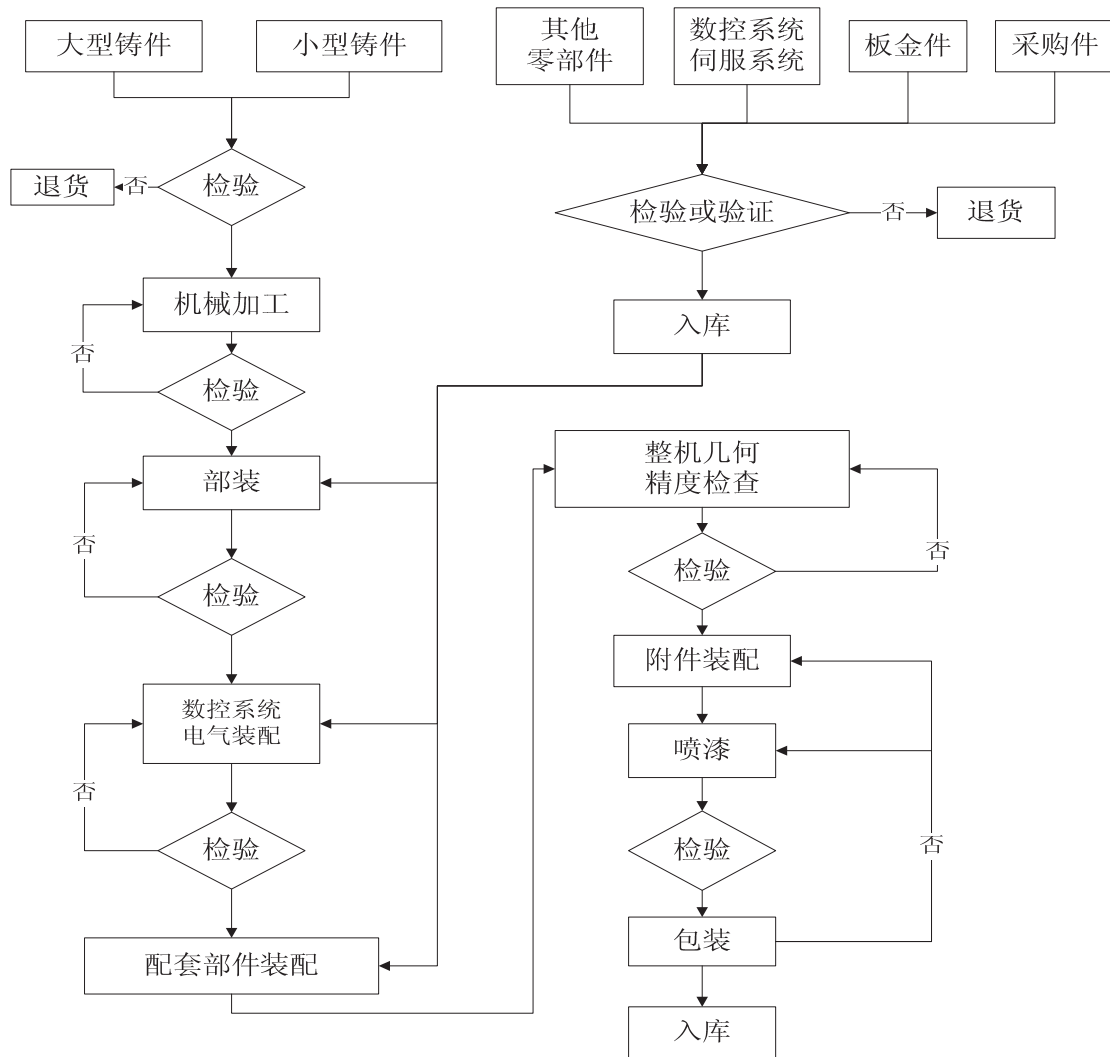 大型铸件
小型铸件
其他
零部件
数控系统
伺服系统
板金件
采购件
退货
否
检验
检验或验证
否
退货
机械加工
入库
否
检验
部装
整机几何
精度检查
否
检验
检验
否
附件装配
数控系统
电气装配
喷漆
否
检验
检验
否
包装
配套部件装配
入库